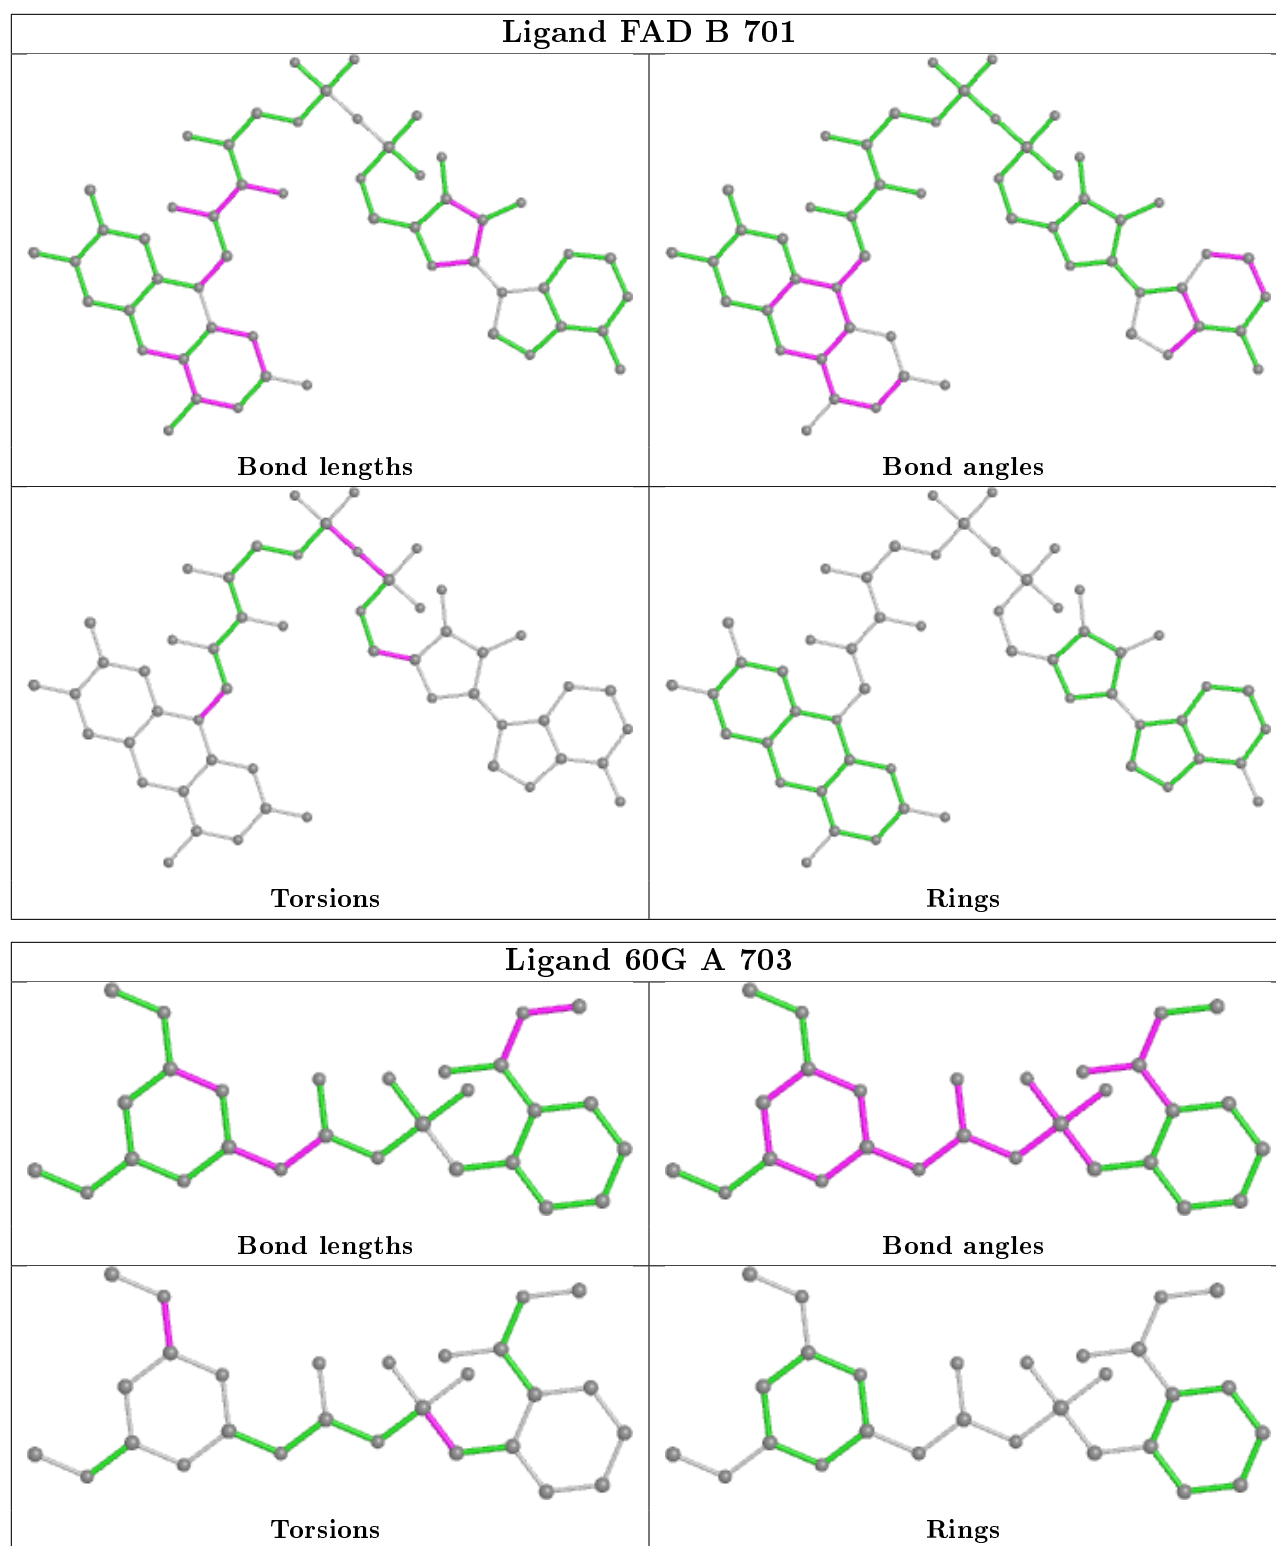 Ligand FAD B 701
Bond lengths
Bond angles
Torsions
Rings
Ligand 60G A 703
Bond lengths
Bond angles
Torsions
Rings